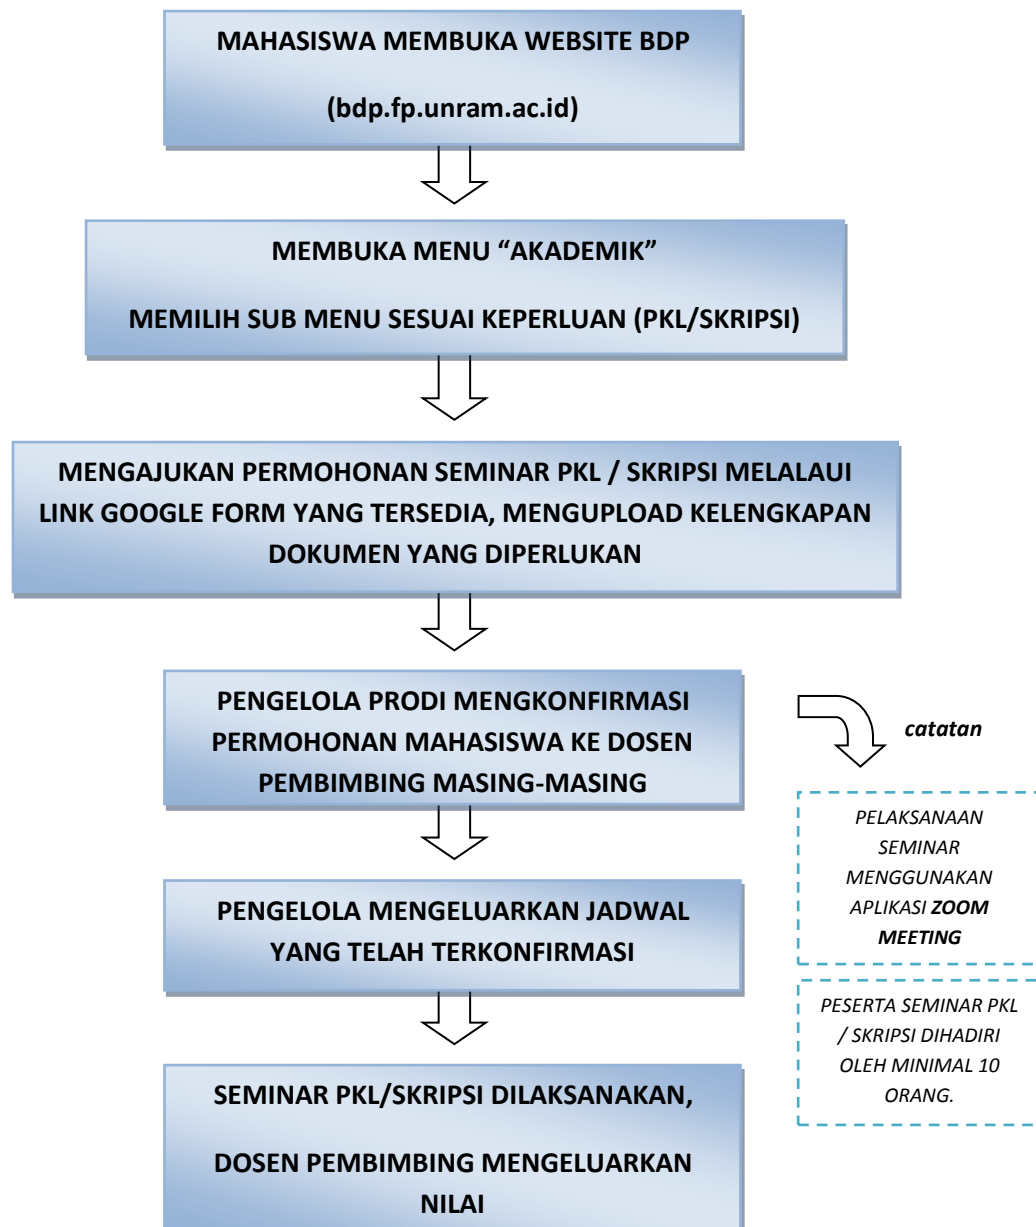 MAHASISWA MEMBUKA WEBSITE BDP
(bdp.fp.unram.ac.id)
MEMBUKA MENU “AKADEMIK”
MEMILIH SUB MENU SESUAI KEPERLUAN (PKL/SKRIPSI)
MENGAJUKAN PERMOHONAN SEMINAR PKL / SKRIPSI MELALAUI
LINK GOOGLE FORM YANG TERSEDIA, MENGUPLOAD KELENGKAPAN
DOKUMEN YANG DIPERLUKAN
PENGELOLA PRODI MENGKONFIRMASI
PERMOHONAN MAHASISWA KE DOSEN
PEMBIMBING MASING-MASING
catatan
PELAKSANAAN
SEMINAR
MENGGUNAKAN
APLIKASI ZOOM
MEETING
PENGELOLA MENGELUARKAN JADWAL
YANG TELAH TERKONFIRMASI
PESERTA SEMINAR PKL
/ SKRIPSI DIHADIRI
OLEH MINIMAL 10
ORANG.
SEMINAR PKL/SKRIPSI DILAKSANAKAN,
DOSEN PEMBIMBING MENGELUARKAN
NILAI